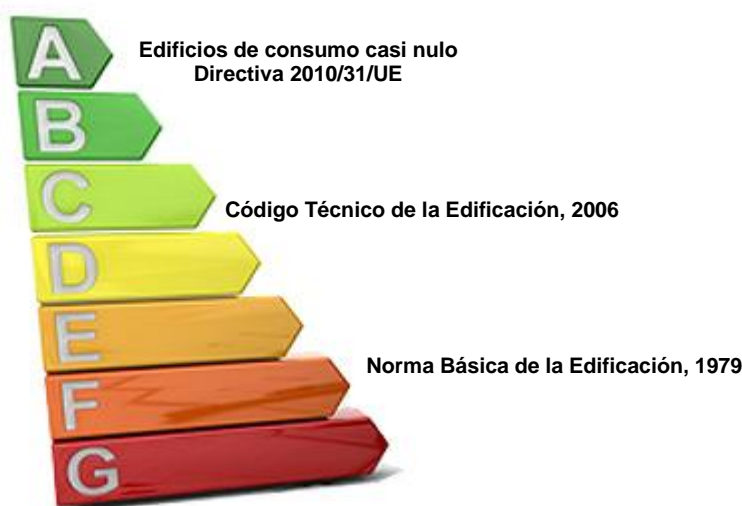 A
Edificios de consumo casi nulo
Directiva 2010/31/UE
B
C
Código Técnico de la Edificación, 2006
D
E
Norma Básica de la Edificación, 1979
F
G